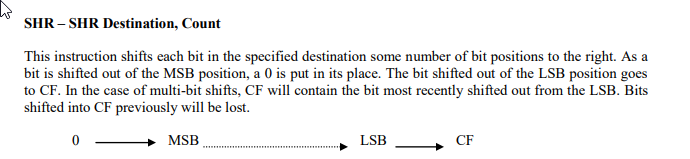 SHR – SHR Destination, Count
This instruction shifts each bit in the specified destination some number of bit positions to the right. As a
bit is shifted out of the MSB position, a 0 is put in its place. The bit shifted out of the LSB position goes
to CF. In the case of multi-bit shifts, CF will contain the bit most recently shifted out from the LSB. Bits
shifted into CF previously will be lost.
0 MSB LSB CF